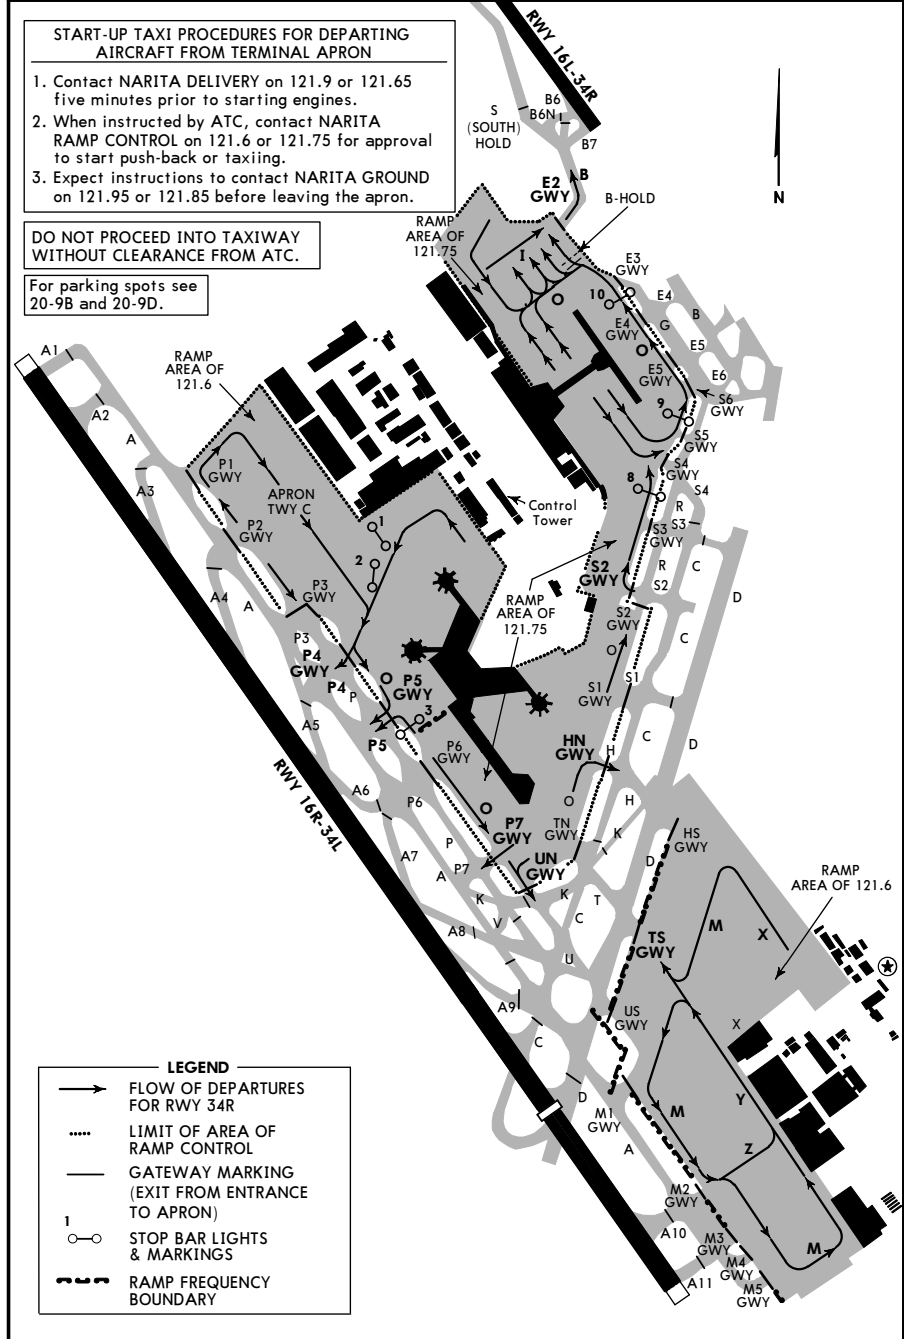 START-UP TAXI PROCEDURES FOR DEPARTING
AIRCRAFT FROM TERMINAL APRON
1. Contact NARITA DELIVERY on 121.9 or 121.65
five minutes prior to starting engines.
2. When instructed by ATC, contact NARITA
RAMP CONTROL on 121.6 or 121.75 for approval
to start push-back or taxiing.
3. Expect instructions to contact NARITA GROUND
on 121.95 or 121.85 before leaving the apron.
DO NOT PROCEED INTO TAXIWAY
WITHOUT CLEARANCE FROM ATC.
For parking spots see
20-9B and 20-9D.
RWY 16L-34R
S
(SOUTH)
HOLD
B6
B6N
B7
N
E2
GWY
B
B-HOLD
RAMP
AREA OF
121.75
I
E3
GWY
10
E4
B
G
E4
GWY
E5
E5
GWY
E6
S6
GWY
9
S5
GWY
S4
GWY
8
S4
R
S3
S3
GWY
R
C
S2
S2
GWY
D
A1
RAMP
AREA OF
121.6
A2
A
A3
P1
GWY
APRON
TWY C
P2
GWY
1
2
Control
Tower
A4
A
P3
GWY
RAMP
AREA OF
121.75
S2
GWY
C
P3
P4
GWY
P4
P
P5
GWY
S1
S1
GWY
A5
P5
3
P6
GWY
HN
GWY
H
C
D
RWY 16R-34L
A6
P6
P7
GWY
TN
GWY
H
K
HS
GWY
A7
P
A
P7
UN
GWY
D
RAMP
AREA OF 121.6
K
K
T
V
C
M
X
A8
TS
GWY
U
A9
US
GWY
X
C
D
M1
GWY
M
Y
A
Z
M2
GWY
A10
M3
GWY
M
M4
GWY
A11
M5
GWY
LEGEND
FLOW OF DEPARTURES
FOR RWY 34R
LIMIT OF AREA OF
RAMP CONTROL
GATEWAY MARKING
(EXIT FROM ENTRANCE
TO APRON)
1
STOP BAR LIGHTS
& MARKINGS
RAMP FREQUENCY
BOUNDARY